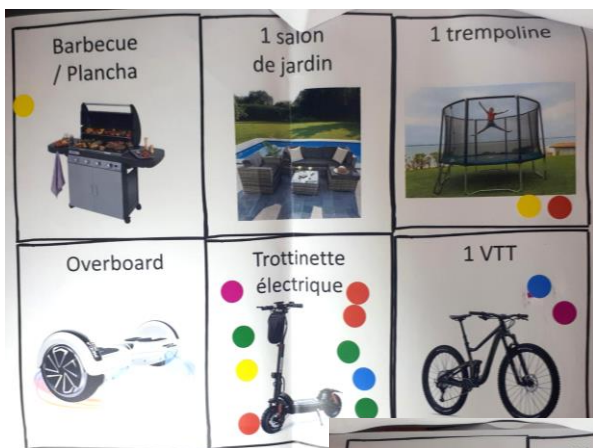 Barbecue
/ Plancha
1 salon
de jardin
1 trempoline
Overboard
Trottinette
électrique
1 VTT